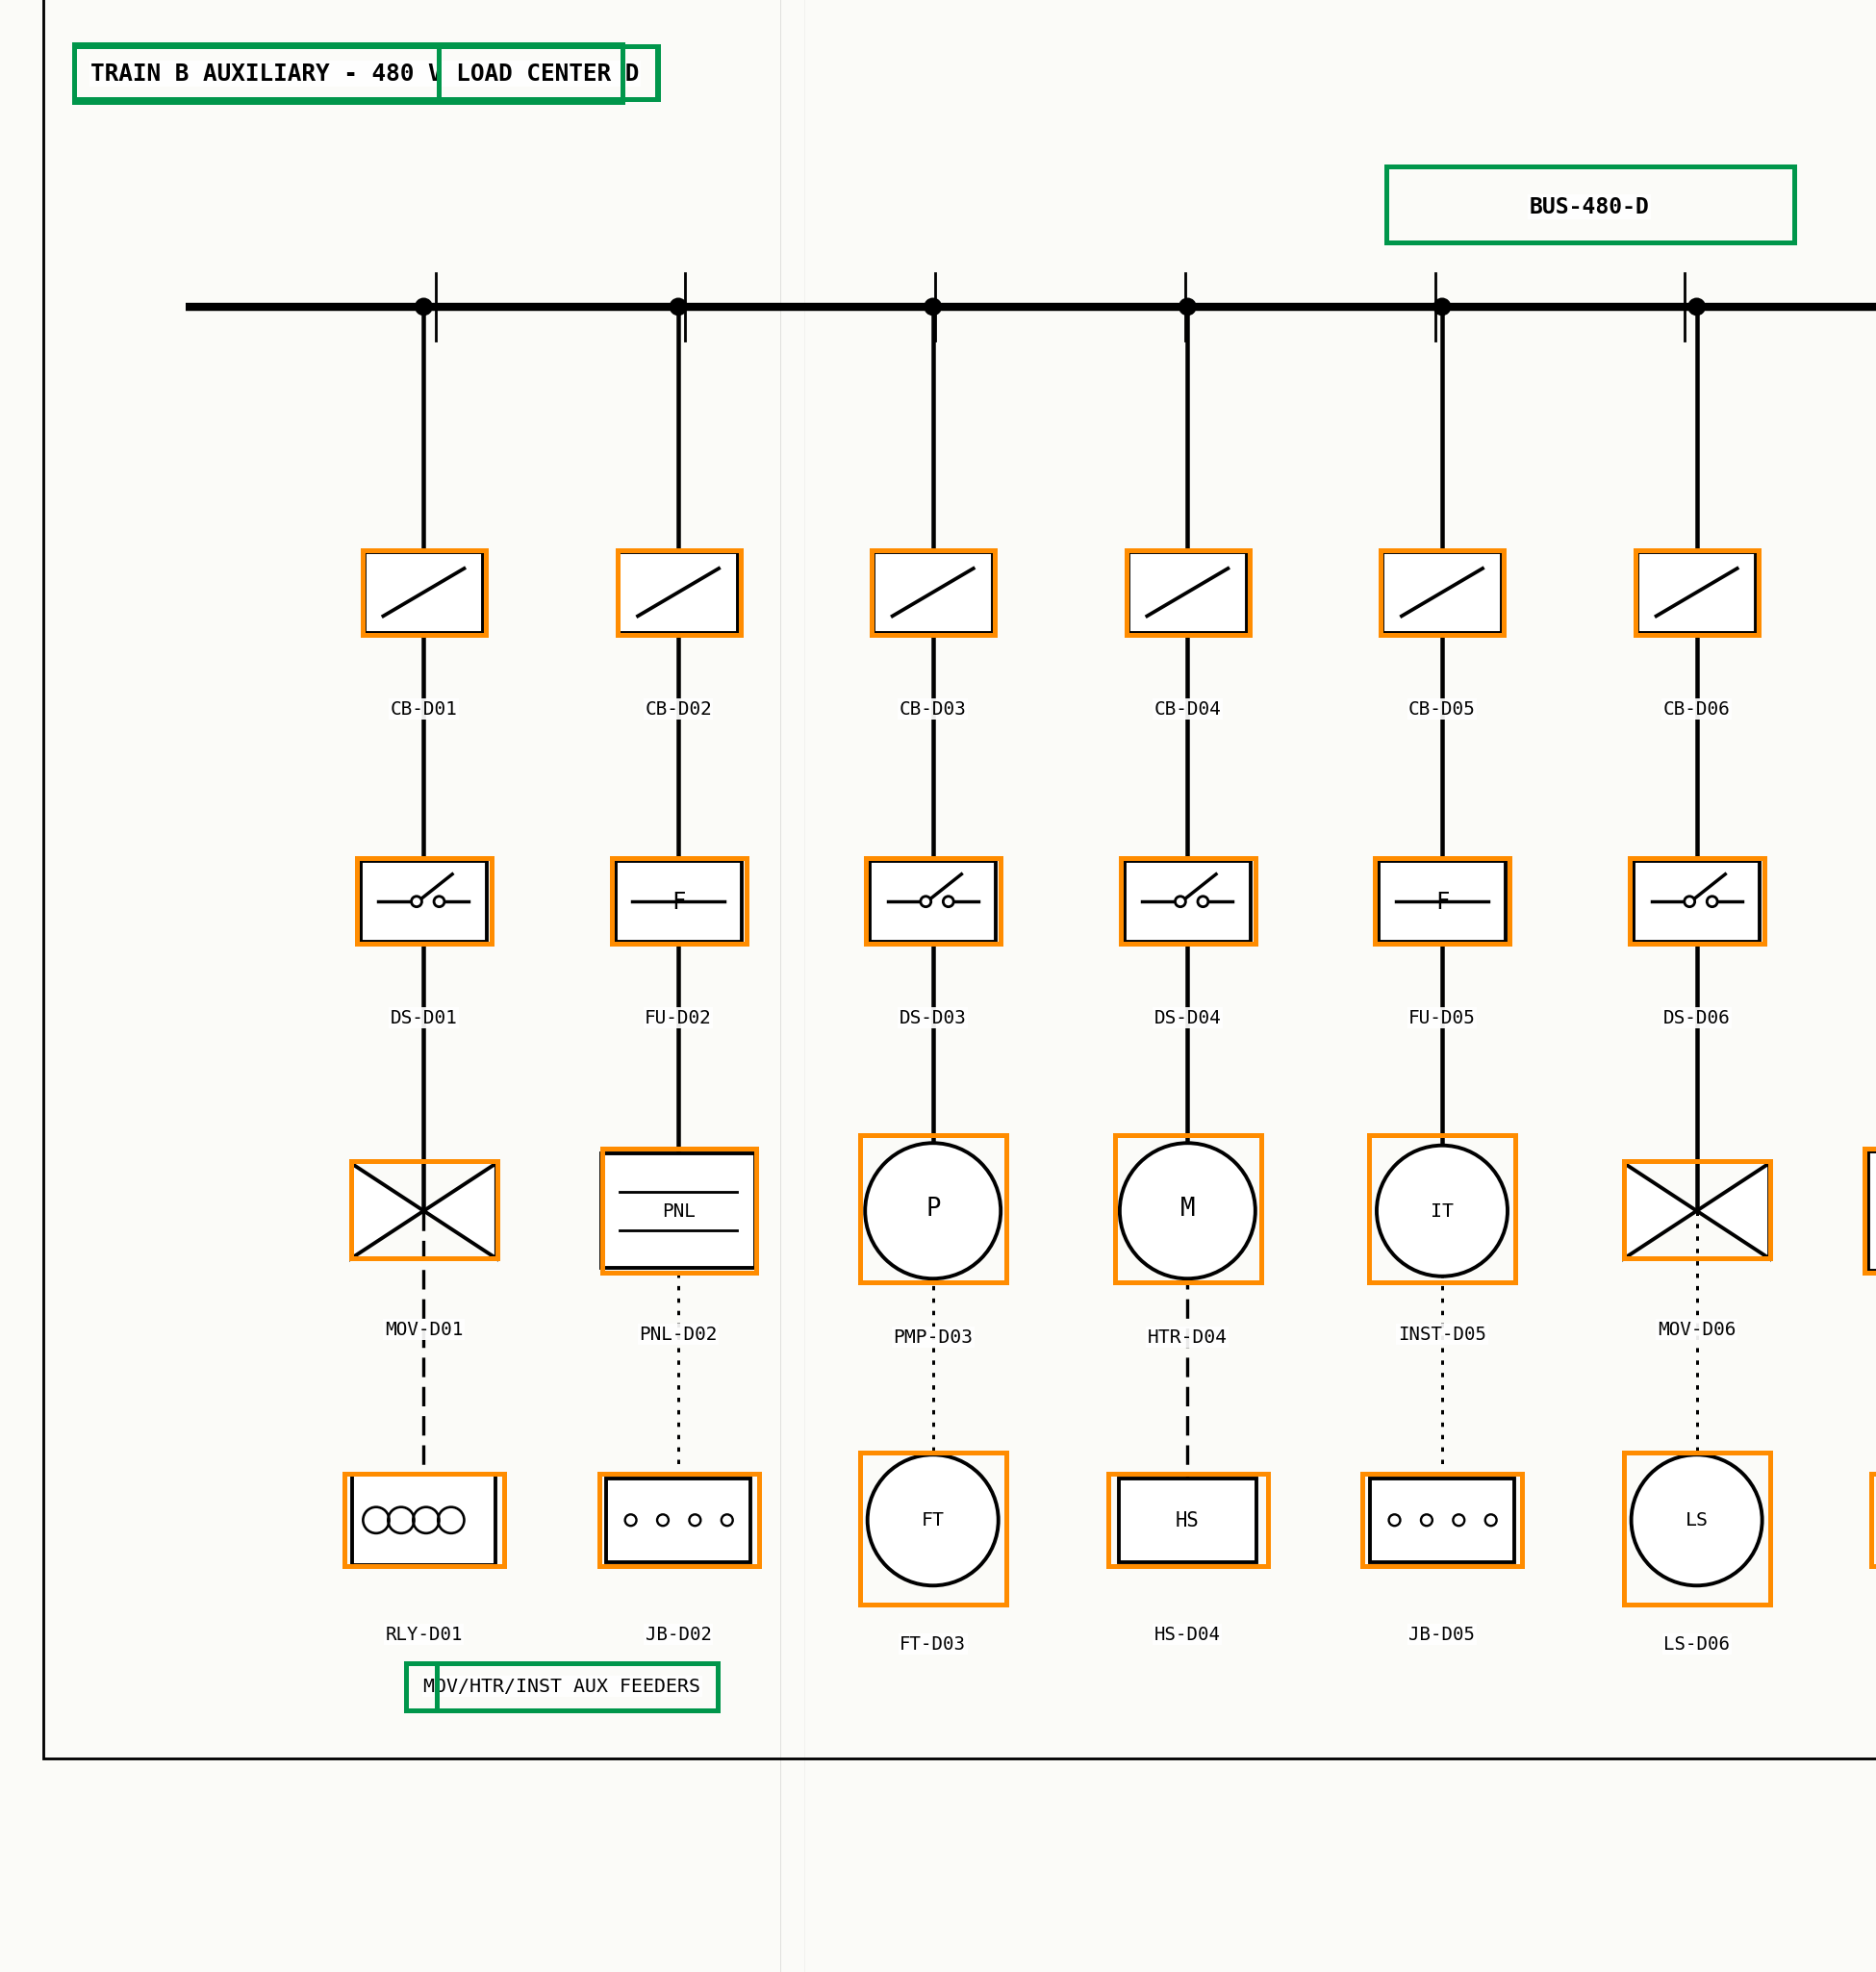 TRAIN B AUXILIARY - 480 V LOAD CENTER D
BUS-480-D
CB-D01 CB-D02 CB-D03 CB-D04 CB-D05 CB-D06
F F
DS-D01 FU-D02 DS-D03 DS-D04 FU-D05 DS-D06
PNL P M IT
MOV-D01 PNL-D02 PMP-D03 HTR-D04 INST-D05 MOV-D06
FT HS LS
RLY-D01 JB-D02 FT-D03 HS-D04 JB-D05 LS-D06
MOV/HTR/INST AUX FEEDERS